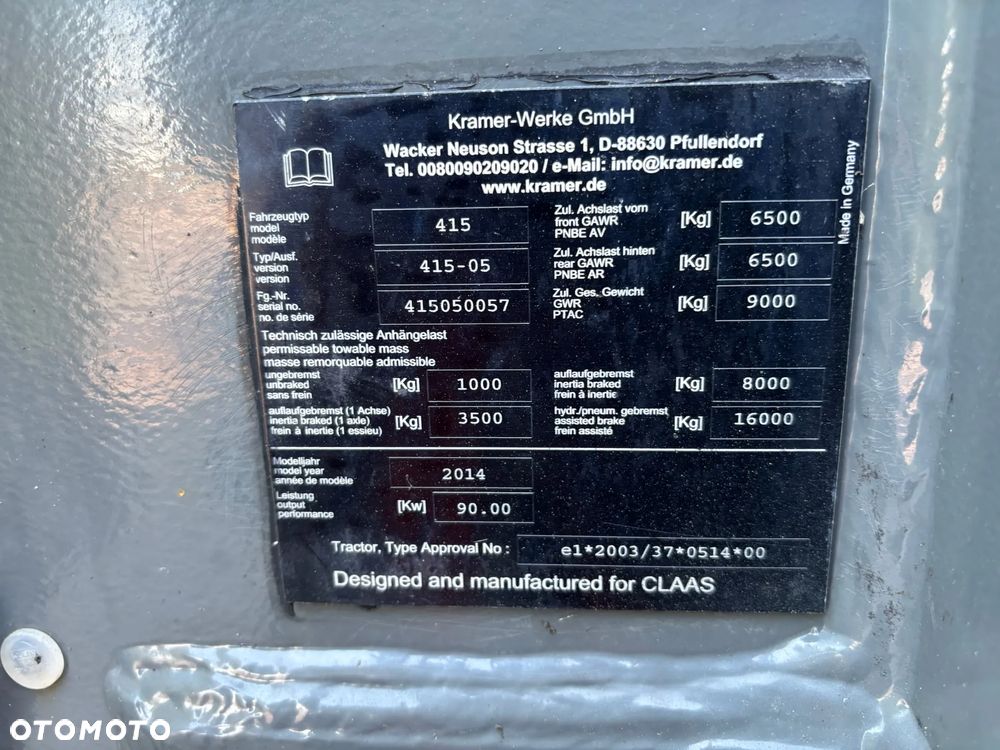 Kramer-Werke GmbH
Wacker Neuson Strasse 1, D-88630 Pfullendorf
Tel. 0080090209020 / e-Mail: info@kramer.de
www.kramer.de
Made in Germany
Fahrzeugtyp
model
modèle
415
Zul. Achslast vorn
front GAWR
PNBE AV
[Kg]
6500
Typ/Ausf.
version
version
415-05
Zul. Achslast hinten
rear GAWR
PNBE AR
[Kg]
6500
Fg.-Nr.
serial no.
no. de série
415050057
Zul. Ges. Gewicht
GWR
PTAC
[Kg]
9000
Technisch zulässige Anhängelast
permissable towable mass
masse remorquable admissible
ungebremst
unbraked
sans frein
[Kg]
1000
auflaufgebremst
inertia braked
frein à inertie
[Kg]
8000
auflaufgebremst (1 Achse)
inertia braked (1 axle)
frein à inertie (1 essieu)
[Kg]
3500
hydr./pneum. gebremst
assisted brake
frein assisté
[Kg]
16000
Modelljahr
model year
année de modèle
2014
Leistung
output
performance
[Kw]
90.00
Tractor, Type Approval No :
e1*2003/37*0514*00
Designed and manufactured for CLAAS
OTOMOTO